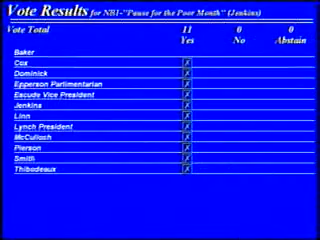 Vote Results for NB1-"Pause for the Poor Month" (Jenkins)
Vote Total 11 0 0
Yes No Abstain
Baker
Cox
Dominick
Epperson Parlimentarian
Escude Vice President
Jenkins
Linn
Lynch President
McCulloch
Pierson
Smith
Thibodeaux